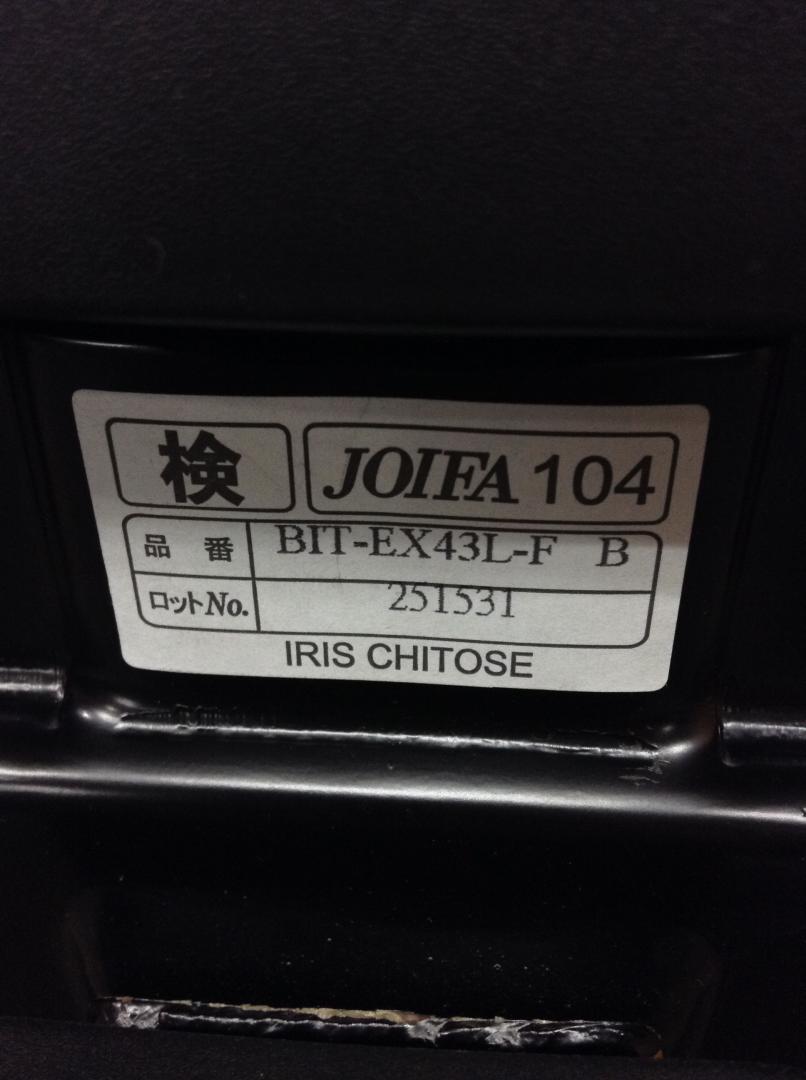 検 JOIFA 104
品番 BIT-EX43L-F B
ロットNo. 251531
IRIS CHITOSE